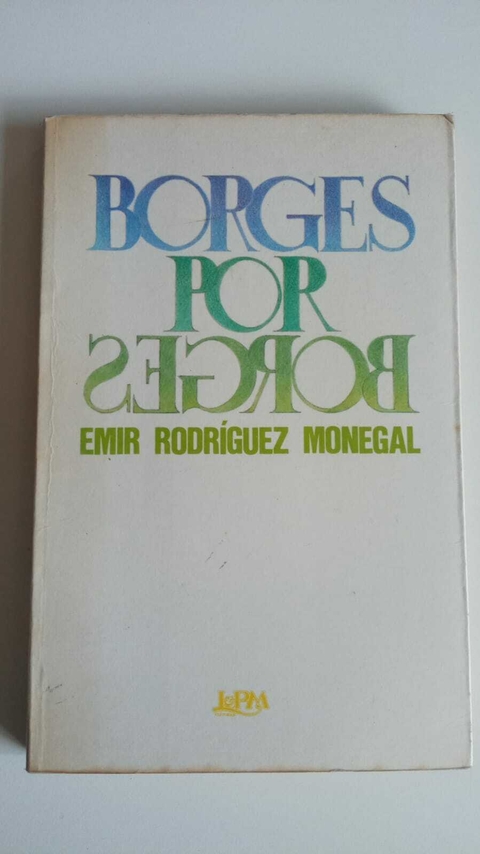 BORGES
POR
BORGES
EMIR RODRÍGUEZ MONEGAL
L&PM